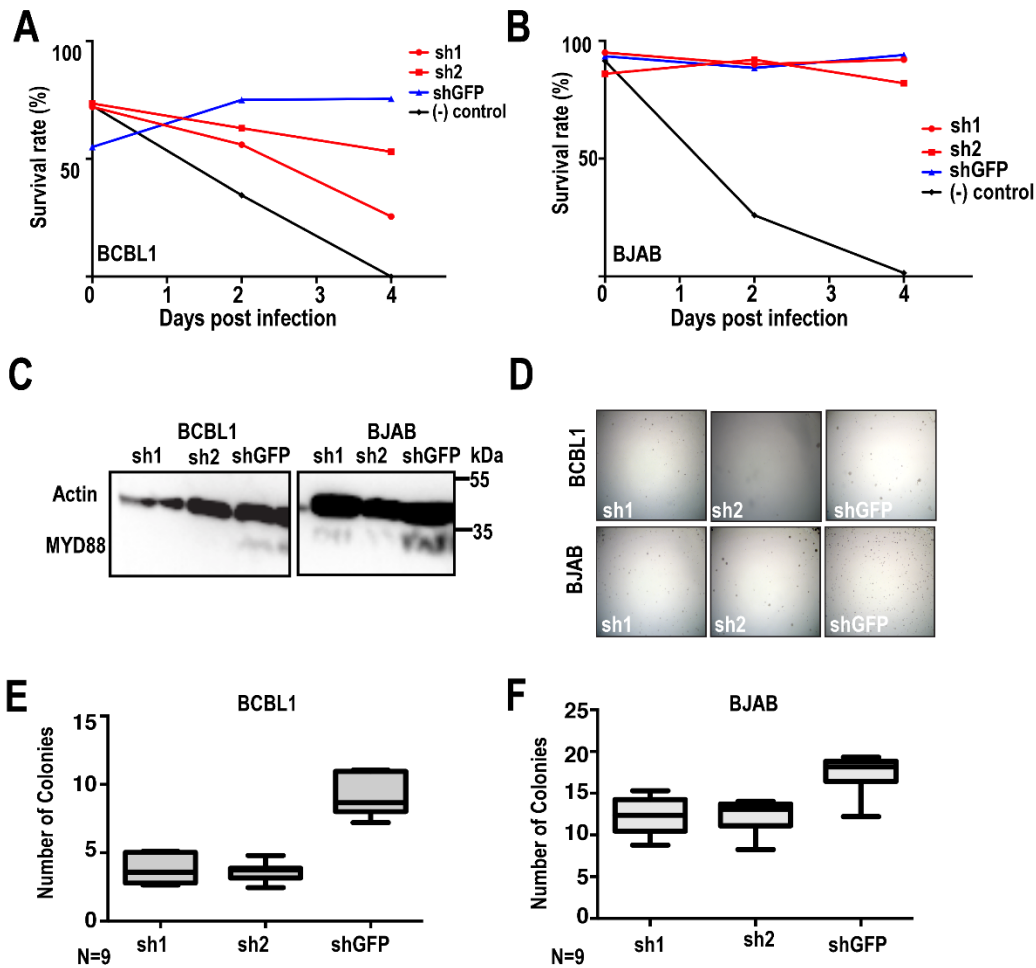 A
100
50
Survival rate (%)
sh1
sh2
shGFP
(-) control
BCBL1
0 1 2 3 4
Days post infection
B
100
50
Survival rate (%)
sh1
sh2
shGFP
(-) control
BJAB
0 1 2 3 4
Days post infection
C
BCBL1 BJAB
sh1 sh2 shGFP sh1 sh2 shGFP kDa
55
Actin
35
MYD88
D
BCBL1
sh1 sh2 shGFP
BJAB
sh1 sh2 shGFP
E
BCBL1
15
10
5
0
Number of Colonies
sh1 sh2 shGFP
N=9
F
BJAB
25
20
15
10
5
0
Number of Colonies
sh1 sh2 shGFP
N=9